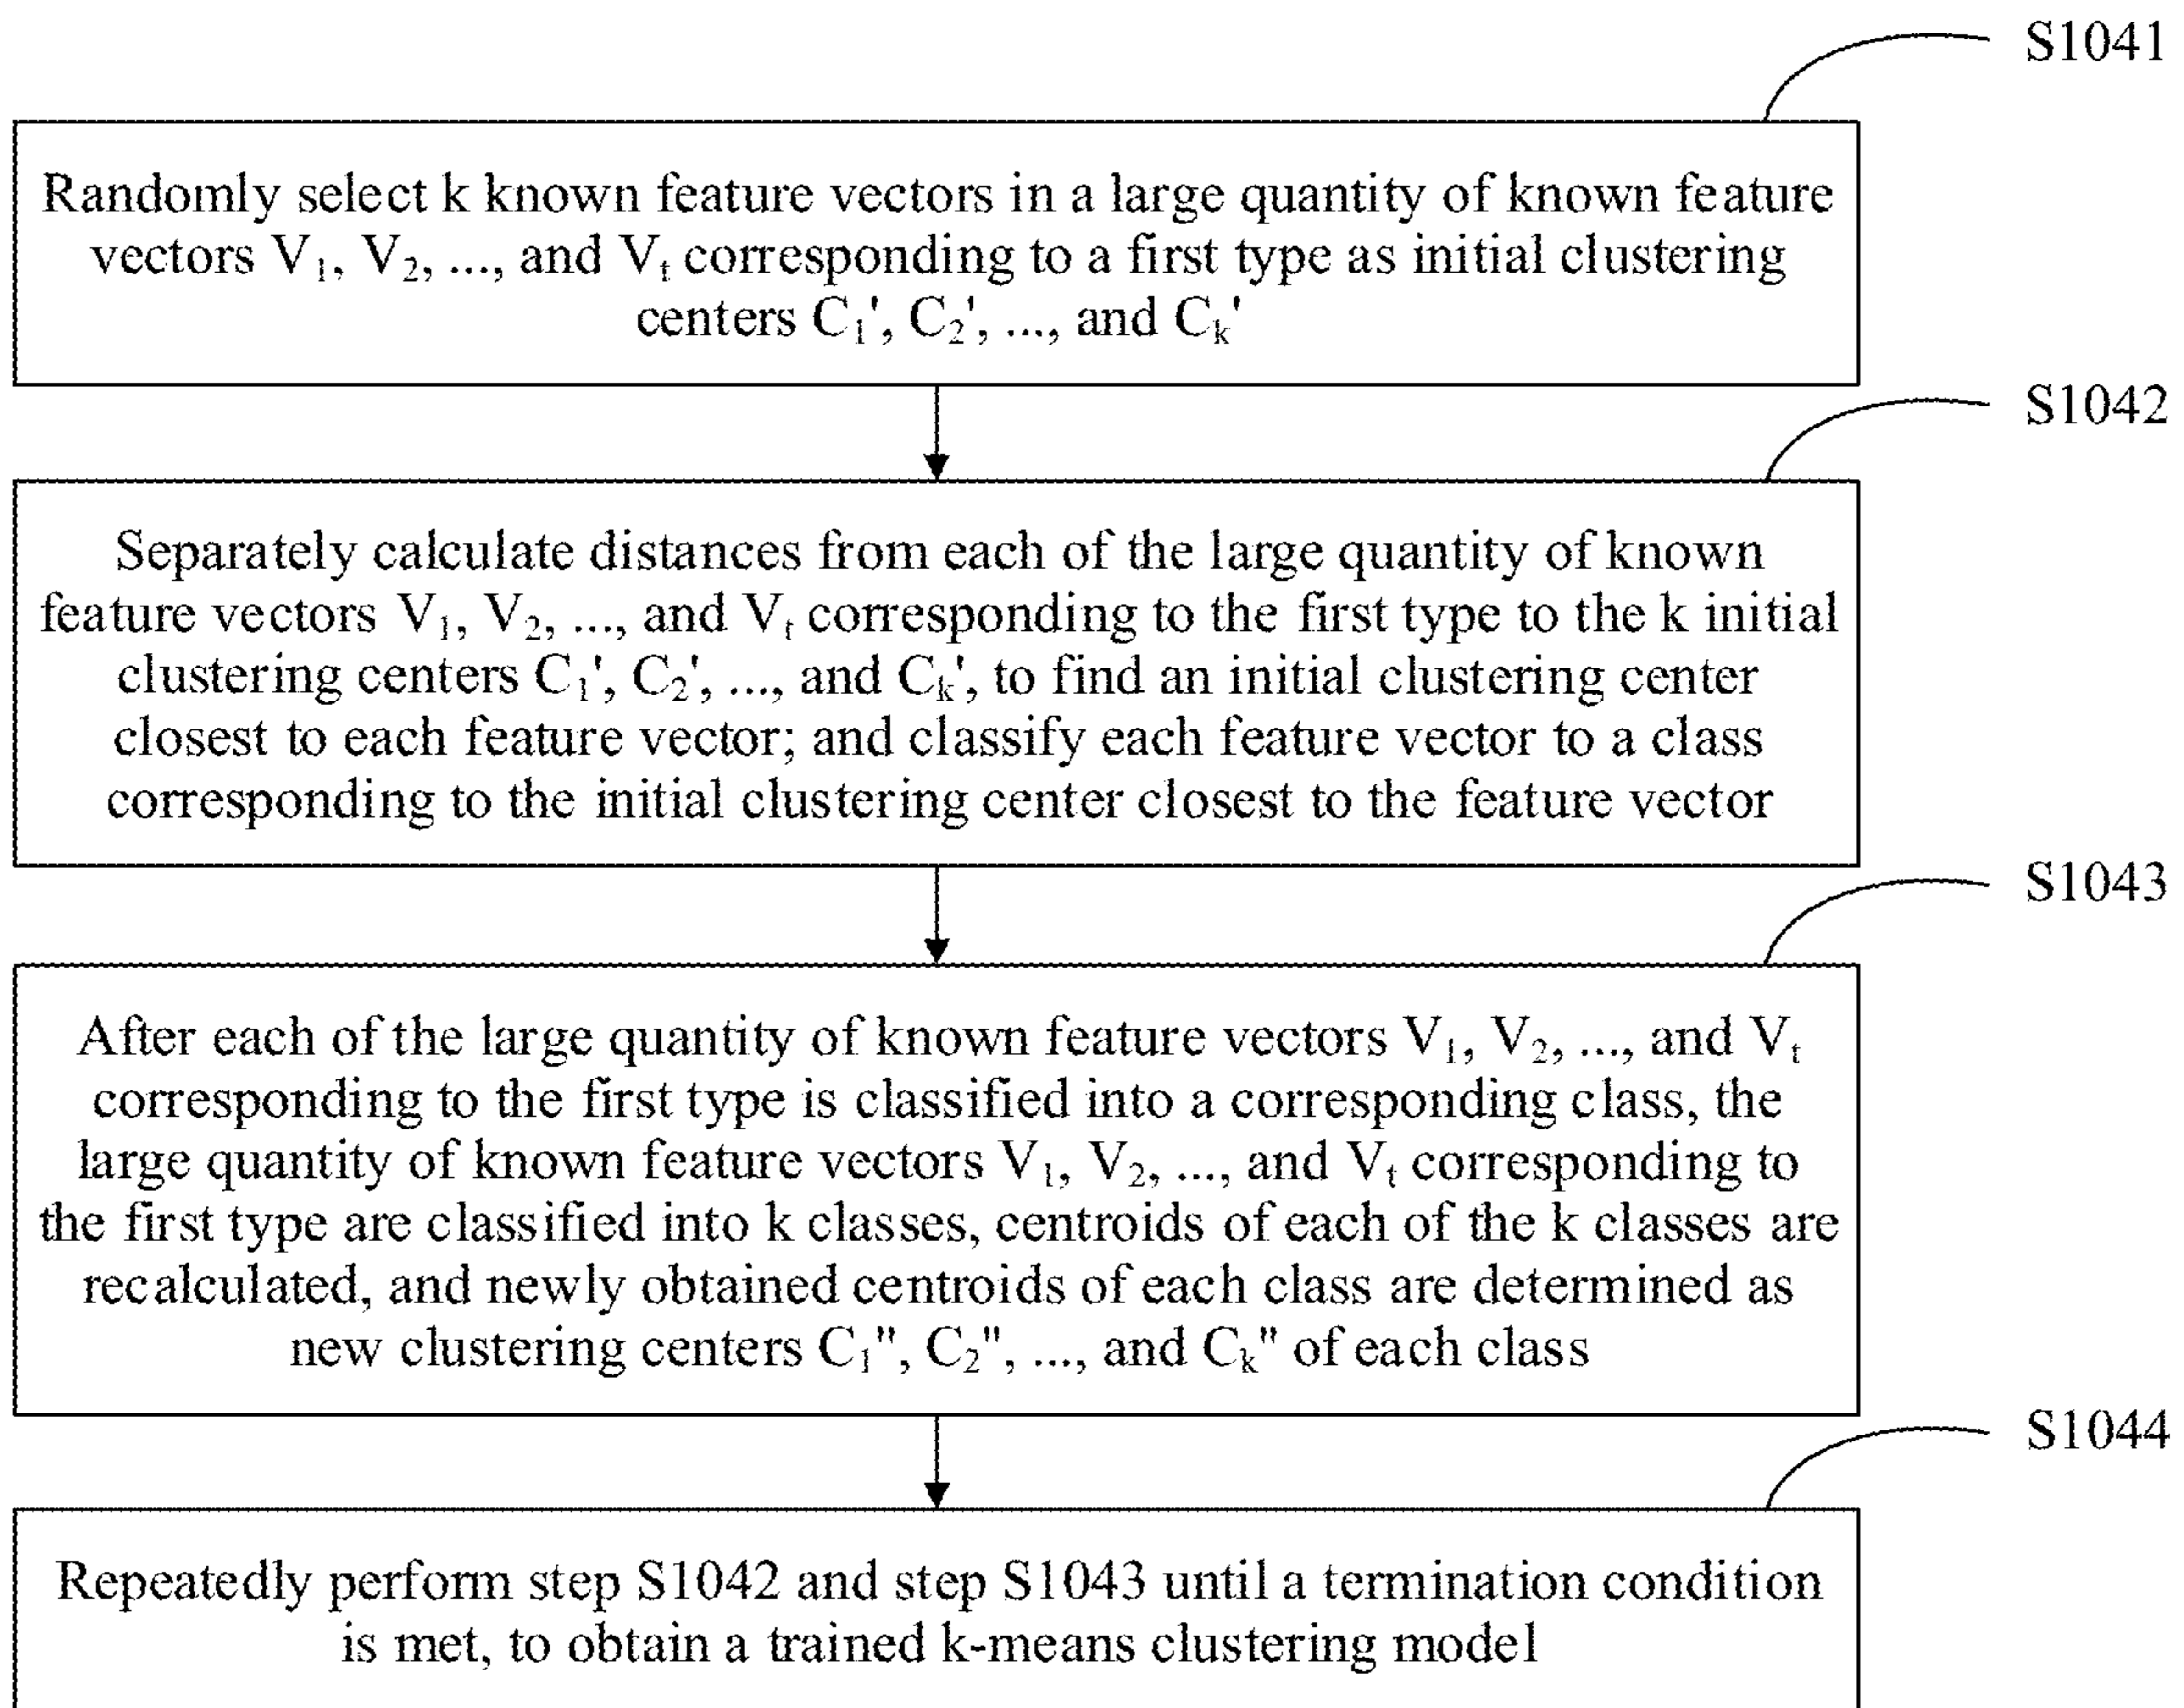 S1041
Randomly select k known feature vectors in a large quantity of known feature
vectors V₁, V₂, ..., and Vₜ corresponding to a first type as initial clustering
centers C₁', C₂', ..., and Cₖ'
S1042
Separately calculate distances from each of the large quantity of known
feature vectors V₁, V₂, ..., and Vₜ corresponding to the first type to the k initial
clustering centers C₁', C₂', ..., and Cₖ', to find an initial clustering center
closest to each feature vector; and classify each feature vector to a class
corresponding to the initial clustering center closest to the feature vector
S1043
After each of the large quantity of known feature vectors V₁, V₂, ..., and Vₜ
corresponding to the first type is classified into a corresponding class, the
large quantity of known feature vectors V₁, V₂, ..., and Vₜ corresponding to
the first type are classified into k classes, centroids of each of the k classes are
recalculated, and newly obtained centroids of each class are determined as
new clustering centers C₁", C₂", ..., and Cₖ" of each class
S1044
Repeatedly perform step S1042 and step S1043 until a termination condition
is met, to obtain a trained k-means clustering model